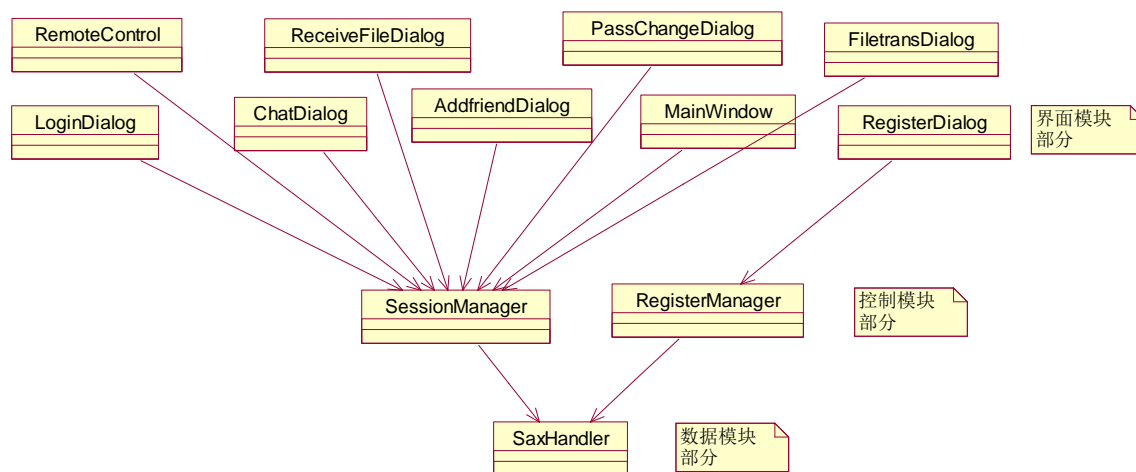 RemoteControl
ReceiveFileDialog
PassChangeDialog
FiletransDialog
LoginDialog
ChatDialog
AddfriendDialog
MainWindow
RegisterDialog
界面模块
部分
SessionManager
RegisterManager
控制模块
部分
SaxHandler
数据模块
部分